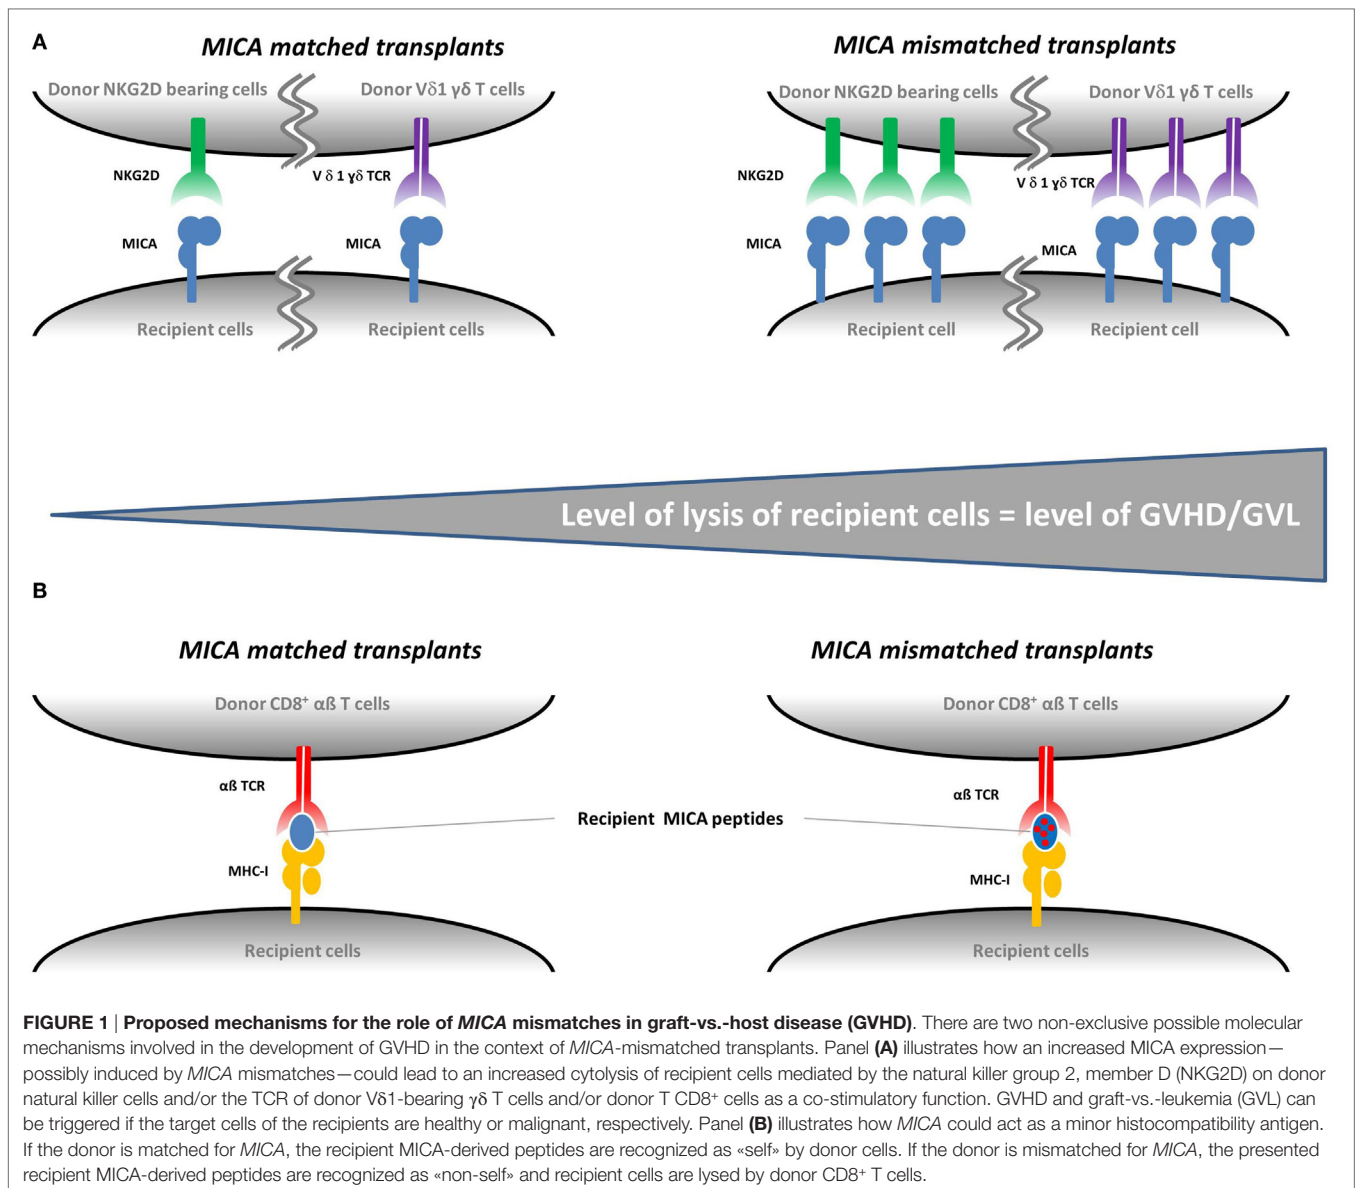 A
MICA matched transplants
MICA mismatched transplants
Donor NKG2D bearing cells
Donor Vδ1 γδ T cells
Donor NKG2D bearing cells
Donor Vδ1 γδ T cells
NKG2D
V δ 1 γδ TCR
NKG2D
V δ 1 γδ TCR
MICA
MICA
MICA
MICA
Recipient cells
Recipient cells
Recipient cell
Recipient cell
Level of lysis of recipient cells = level of GVHD/GVL
B
MICA matched transplants
MICA mismatched transplants
Donor CD8⁺ αß T cells
Donor CD8⁺ αß T cells
αß TCR
αß TCR
Recipient MICA peptides
MHC-I
MHC-I
Recipient cells
Recipient cells
FIGURE 1 | Proposed mechanisms for the role of MICA mismatches in graft-vs.-host disease (GVHD). There are two non-exclusive possible molecular
mechanisms involved in the development of GVHD in the context of MICA-mismatched transplants. Panel (A) illustrates how an increased MICA expression—
possibly induced by MICA mismatches—could lead to an increased cytolysis of recipient cells mediated by the natural killer group 2, member D (NKG2D) on donor
natural killer cells and/or the TCR of donor Vδ1-bearing γδ T cells and/or donor T CD8⁺ cells as a co-stimulatory function. GVHD and graft-vs.-leukemia (GVL) can
be triggered if the target cells of the recipients are healthy or malignant, respectively. Panel (B) illustrates how MICA could act as a minor histocompatibility antigen.
If the donor is matched for MICA, the recipient MICA-derived peptides are recognized as «self» by donor cells. If the donor is mismatched for MICA, the presented
recipient MICA-derived peptides are recognized as «non-self» and recipient cells are lysed by donor CD8⁺ T cells.